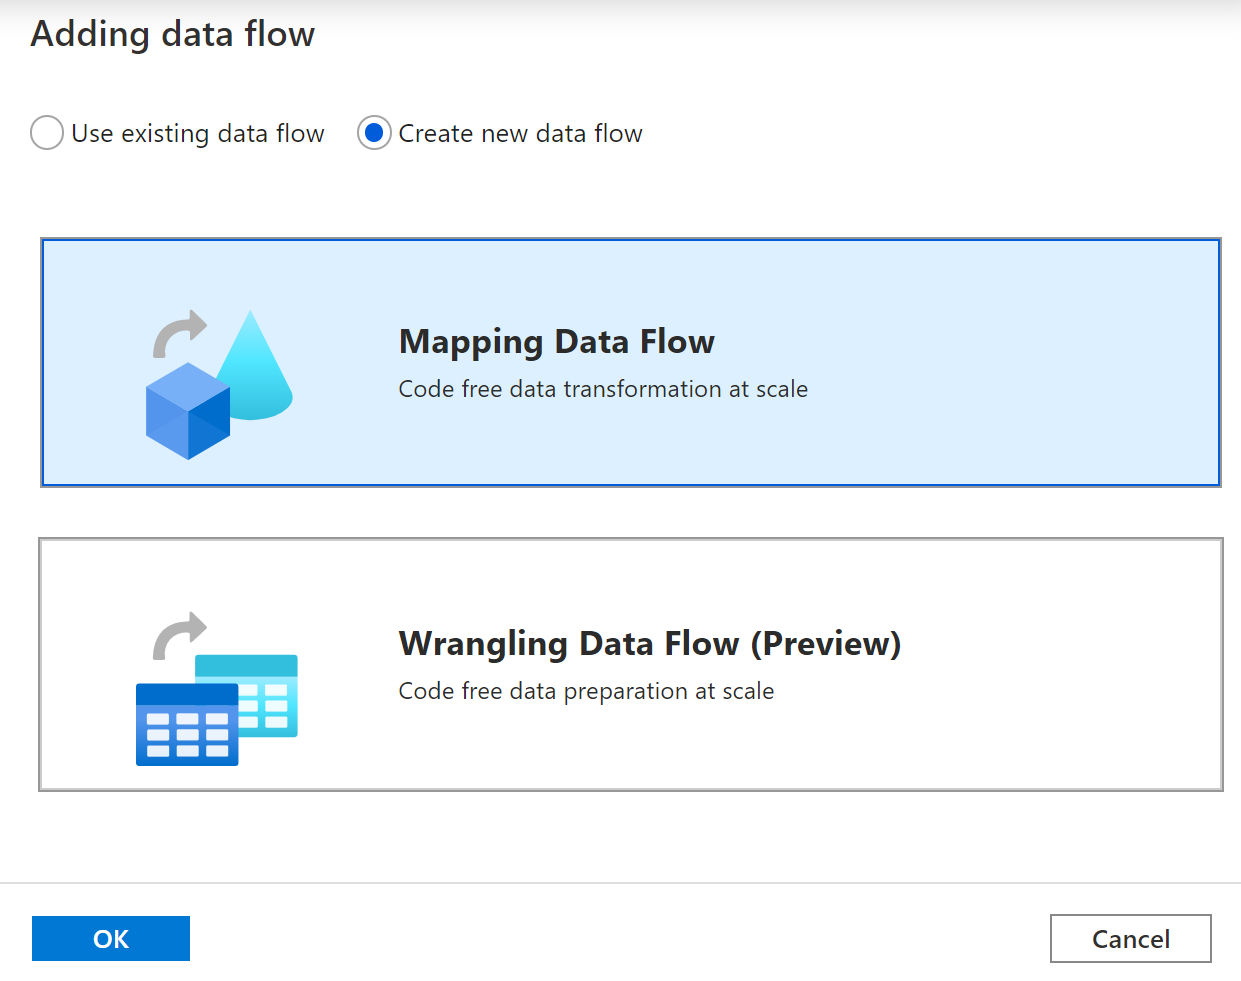 Adding data flow
Use existing data flow Create new data flow
Mapping Data Flow
Code free data transformation at scale
Wrangling Data Flow (Preview)
Code free data preparation at scale
OK Cancel